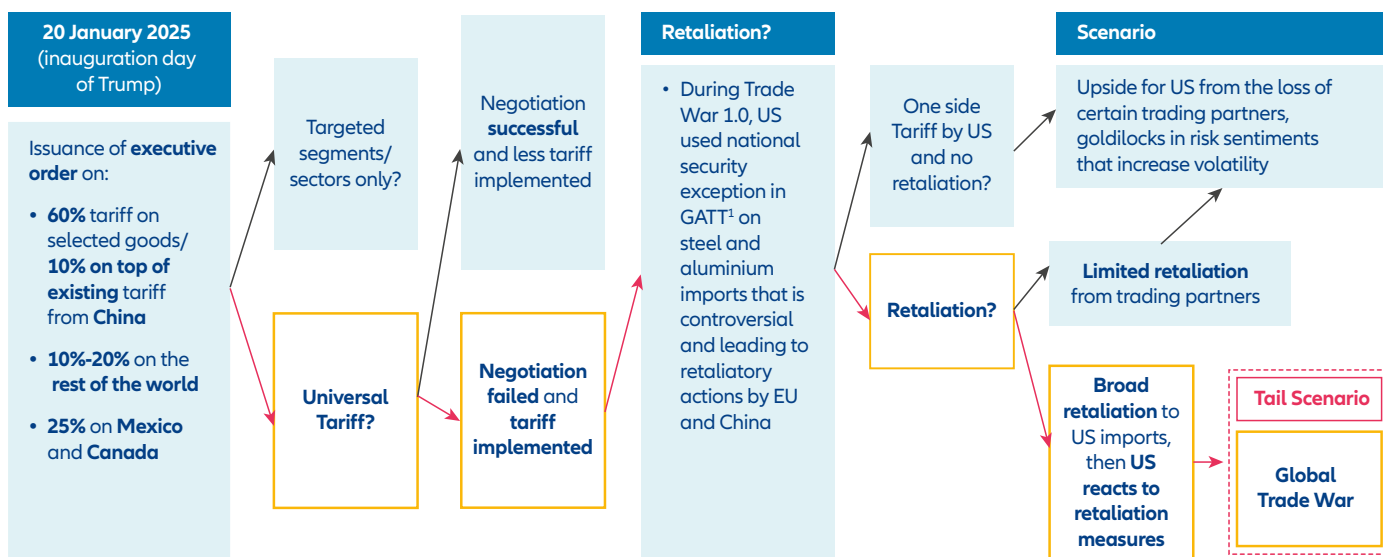 20 January 2025
(inauguration day
of Trump)
Issuance of executive
order on:
• 60% tariff on
selected goods/
10% on top of
existing tariff
from China
• 10%-20% on the
rest of the world
• 25% on Mexico
and Canada
Targeted
segments/
sectors only?
Universal
Tariff?
Negotiation
successful
and less tariff
implemented
Negotiation
failed and
tariff
implemented
Retaliation?
• During Trade
War 1.0, US
used national
security
exception in
GATT¹ on
steel and
aluminium
imports that is
controversial
and leading to
retaliatory
actions by EU
and China
One side
Tariff by US
and no
retaliation?
Retaliation?
Scenario
Upside for US from the loss of
certain trading partners,
goldilocks in risk sentiments
that increase volatility
Limited retaliation
from trading partners
Broad
retaliation to
US imports,
then US
reacts to
retaliation
measures
Tail Scenario
Global
Trade War